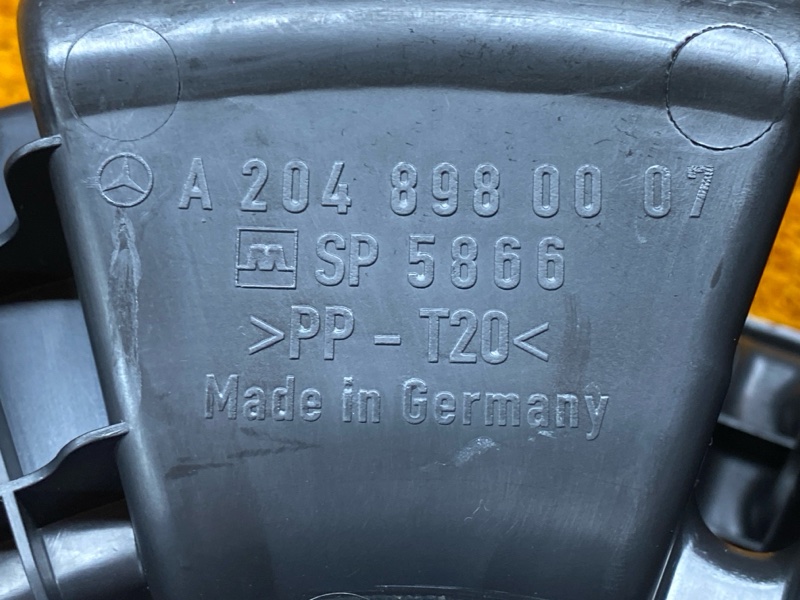 A 204 898 00 07
SP 5866
>PP - T20<
Made in Germany